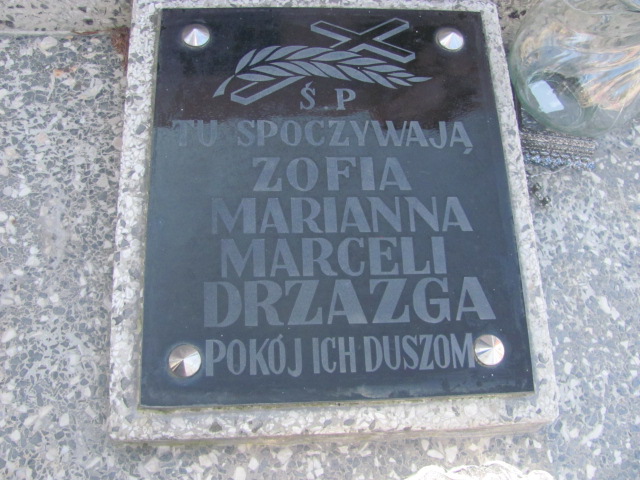 Ś.P
TU SPOCZYWAJĄ
ZOFIA
MARIANNA
MARCELI
DRZAZGA
POKÓJ ICH DUSZOM